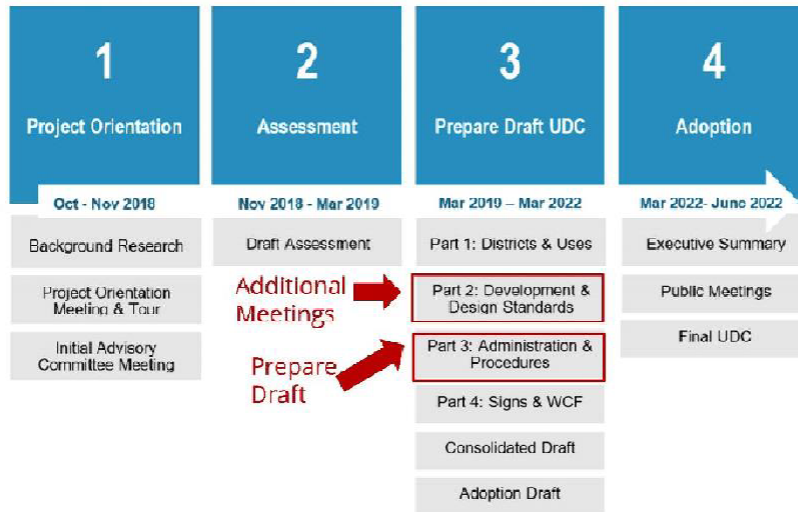 1
Project Orientation
Oct - Nov 2018
Background Research
Project Orientation
Meeting & Tour
Initial Advisory
Committee Meeting
2
Assessment
Nov 2018 - Mar 2019
Draft Assessment
Additional
Meetings
Prepare
Draft
3
Prepare Draft UDC
Mar 2019 – Mar 2022
Part 1: Districts & Uses
Part 2: Development &
Design Standards
Part 3: Administration &
Procedures
Part 4: Signs & WCF
Consolidated Draft
Adoption Draft
4
Adoption
Mar 2022- June 2022
Executive Summary
Public Meetings
Final UDC